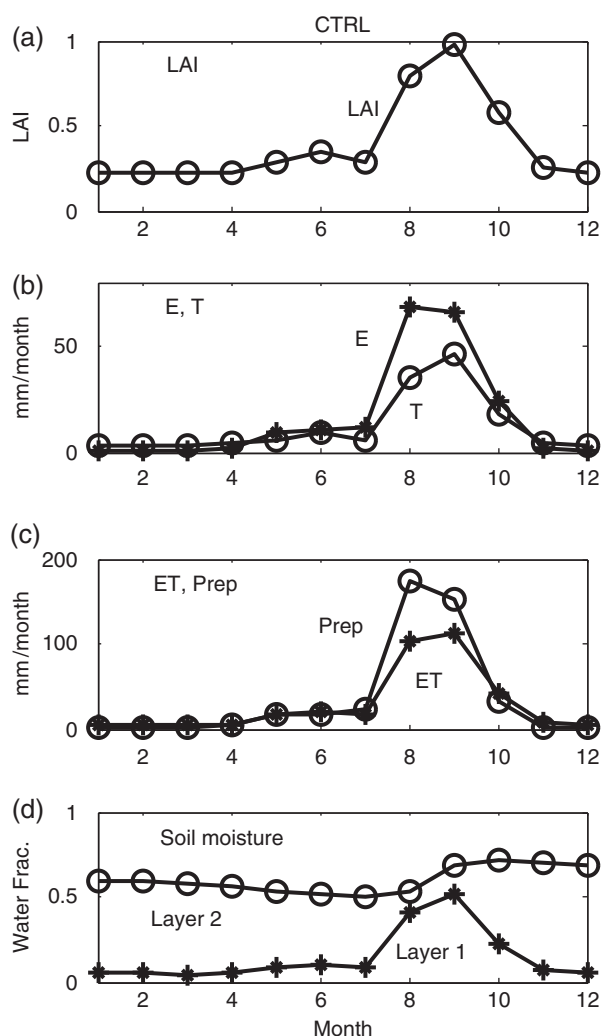 CTRL
(a)
1
LAI
LAI
LAI
0.5
0
2 4 6 8 10 12
(b)
E, T
E
mm/month
50
T
0
2 4 6 8 10 12
(c)
200
ET, Prep
Prep
mm/month
100
ET
0
2 4 6 8 10 12
(d)
1
Soil moisture
Water Frac.
0.5
Layer 2
Layer 1
0
2 4 6 8 10 12
Month